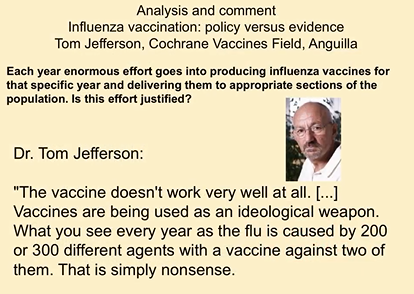 Analysis and comment
Influenza vaccination: policy versus evidence
Tom Jefferson, Cochrane Vaccines Field, Anguilla
Each year enormous effort goes into producing influenza vaccines for
that specific year and delivering them to appropriate sections of the
population. Is this effort justified?
Dr. Tom Jefferson:
"The vaccine doesn't work very well at all. [...]
Vaccines are being used as an ideological weapon.
What you see every year as the flu is caused by 200
or 300 different agents with a vaccine against two of
them. That is simply nonsense.